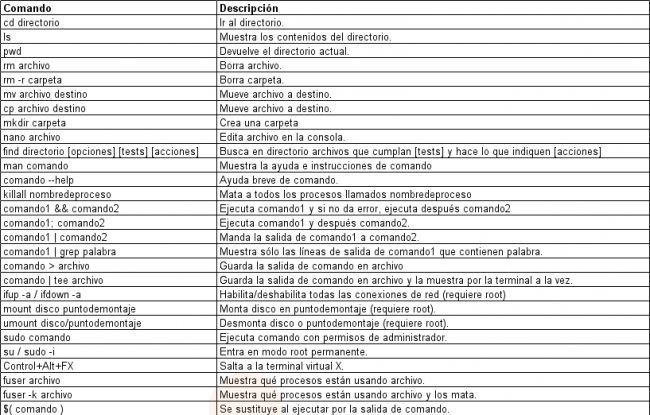 Comando Descripción
cd directorio Ir al directorio.
ls Muestra los contenidos del directorio.
pwd Devuelve el directorio actual.
rm archivo Borra archivo.
rm -r carpeta Borra carpeta.
mv archivo destino Mueve archivo a destino.
cp archivo destino Mueve archivo a destino.
mkdir carpeta Crea una carpeta
nano archivo Edita archivo en la consola.
find directorio [opciones] [tests] [acciones] Busca en directorio archivos que cumplan [tests] y hace lo que indiquen [acciones]
man comando Muestra la ayuda e instrucciones de comando
comando --help Ayuda breve de comando.
killall nombredeproceso Mata a todos los procesos llamados nombredeproceso
comando1 && comando2 Ejecuta comando1 y si no da error, ejecuta después comando2
comando1; comando2 Ejecuta comando1 y después comando2.
comando1 | comando2 Manda la salida de comando1 a comando2.
comando1 | grep palabra Muestra sólo las líneas de salida de comando1 que contienen palabra.
comando > archivo Guarda la salida de comando en archivo
comando | tee archivo Guarda la salida de comando en archivo y la muestra por la terminal a la vez.
ifup -a / ifdown -a Habilita/deshabilita todas las conexiones de red (requiere root)
mount disco puntodemontaje Monta disco en puntodemontaje (requiere root).
umount disco/puntodemontaje Desmonta disco o puntodemontaje (requiere root).
sudo comando Ejecuta comando con permisos de administrador.
su / sudo -i Entra en modo root permanente.
Control+Alt+FX Salta a la terminal virtual X.
fuser archivo Muestra qué procesos están usando archivo.
fuser -k archivo Muestra qué procesos están usando archivo y los mata.
$( comando ) Se sustituye al ejecutar por la salida de comando.